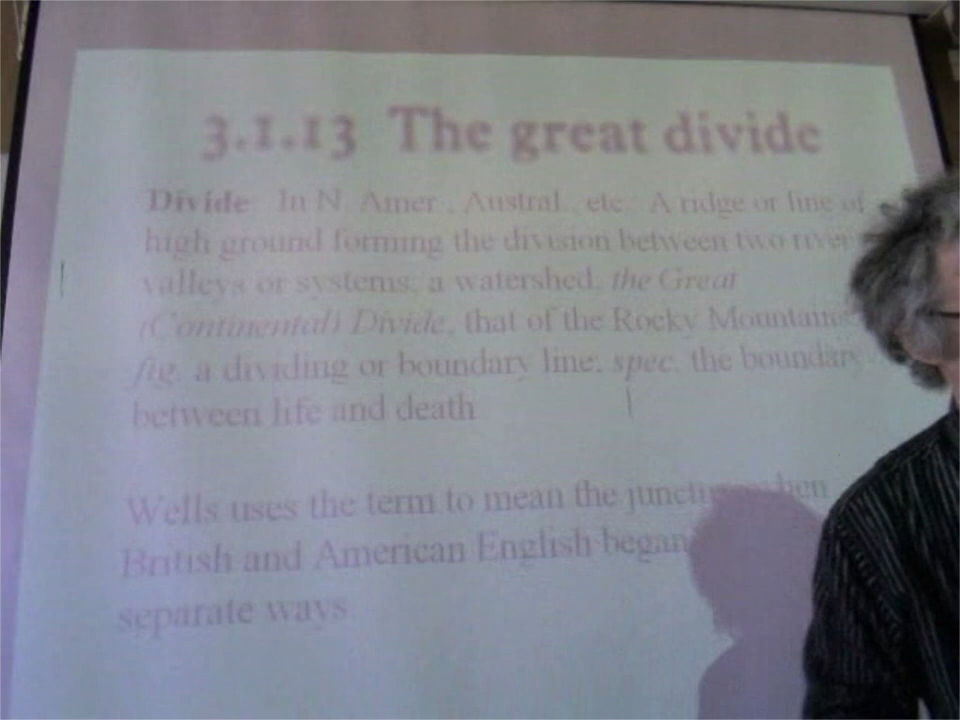 3.1.13 The great divide
Divide: In N. Amer., Austral., etc. A ridge or line of
high ground forming the division between two river
valleys or systems; a watershed; the Great
(Continental) Divide, that of the Rocky Mountains
fig. a dividing or boundary line; spec. the boundary
between life and death
Wells uses the term to mean the when
British and American English began
separate ways.